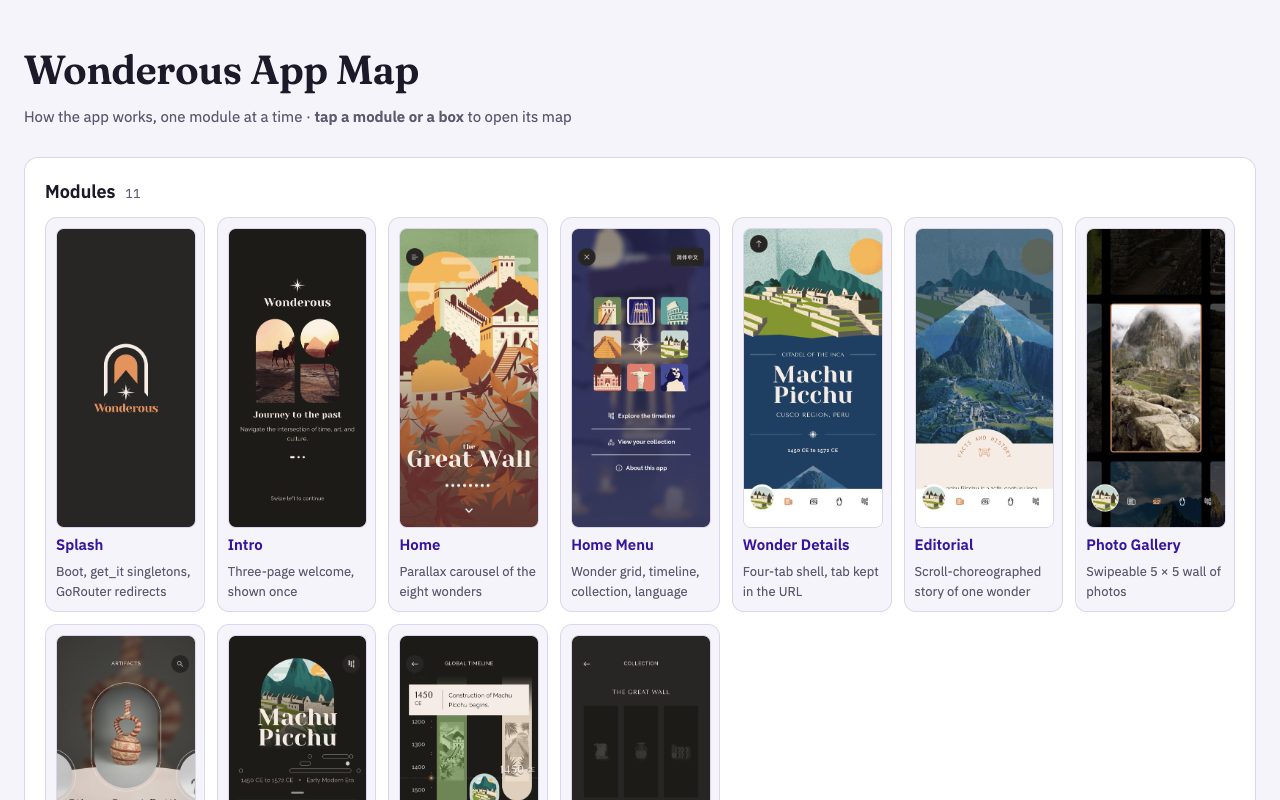 Wonderous App Map
How the app works, one module at a time · tap a module or a box to open its map
Modules 11
Wonderous
Wonderous
Journey to the past
Navigate the intersection of time, art, and
culture.
Swipe left to continue
the
Great Wall
简体中文
Explore the timeline
View your collection
About this app
CITADEL OF THE INCA
Machu
Picchu
CUSCO REGION, PERU
1450 CE to 1572 CE
FACTS AND HISTORY
Splash
Boot, get_it singletons,
GoRouter redirects
Intro
Three-page welcome,
shown once
Home
Parallax carousel of the
eight wonders
Home Menu
Wonder grid, timeline,
collection, language
Wonder Details
Four-tab shell, tab kept
in the URL
Editorial
Scroll-choreographed
story of one wonder
Photo Gallery
Swipeable 5 × 5 wall of
photos
ARTIFACTS
Machu
Picchu
1450 CE to 1572 CE • Early Modern Era
GLOBAL TIMELINE
1450
CE
Construction of Machu
Picchu begins.
1200
1300
1400
1500
COLLECTION
THE GREAT WALL